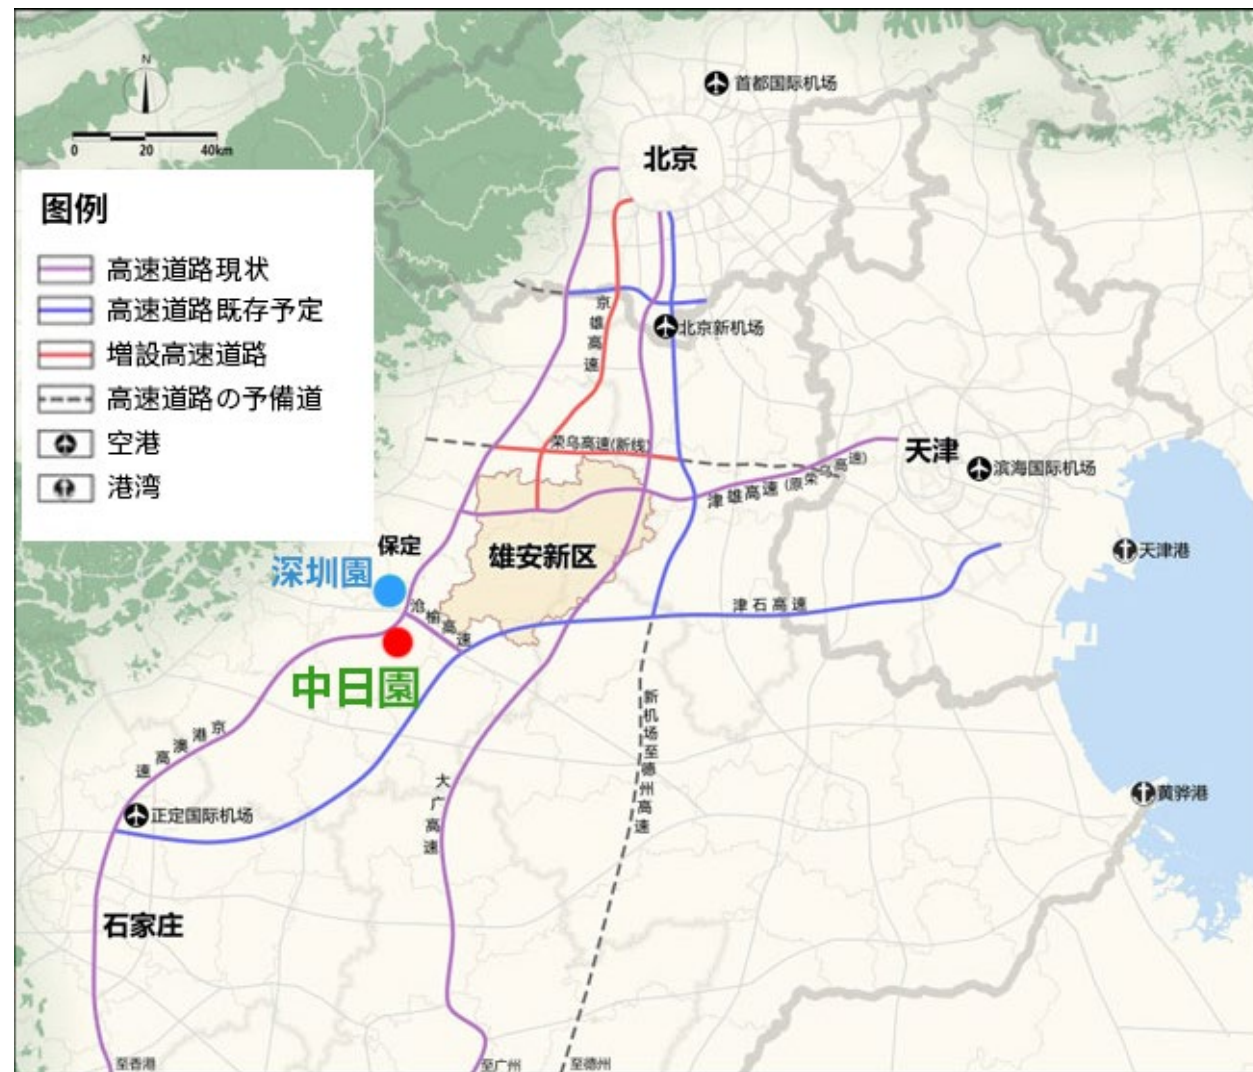 N
0 20 40km
图例
高速道路現状
高速道路既存予定
増設高速道路
高速道路の予備道
空港
港湾
首都国际机场
北京
京雄高速
北京新机场
荣乌高速(新线)
天津
滨海国际机场
津雄高速(原荣乌高速)
保定
雄安新区
天津港
深圳園
沧榆高速
津石高速
中日園
京港澳高速
新机场至德州高速
大广高速
黄骅港
正定国际机场
石家庄
至香港
至广州
至德州